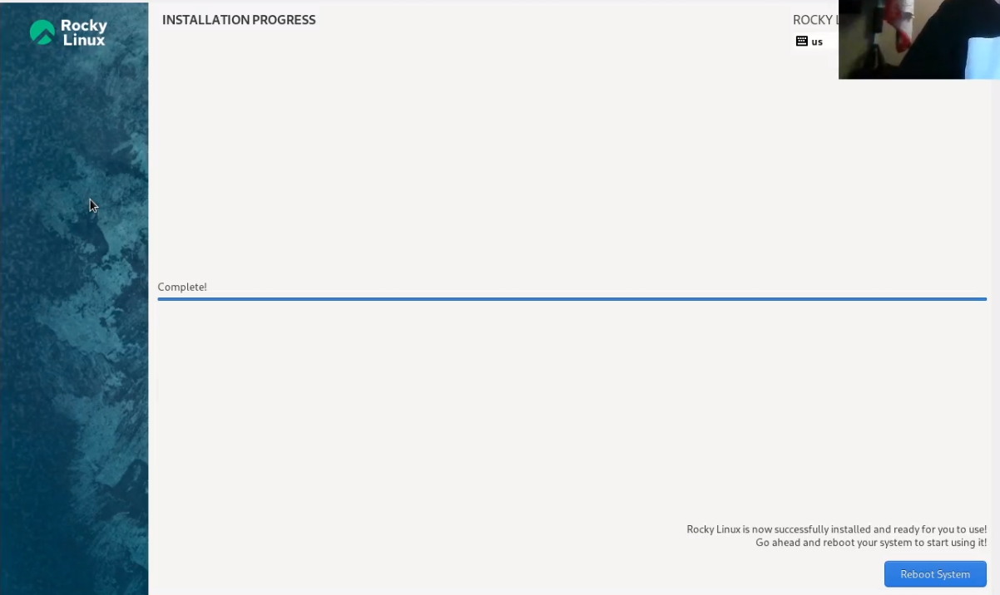 Rocky
Linux
INSTALLATION PROGRESS
ROCKY
us
Complete!
Rocky Linux is now successfully installed and ready for you to use!
Go ahead and reboot your system to start using it!
Reboot System